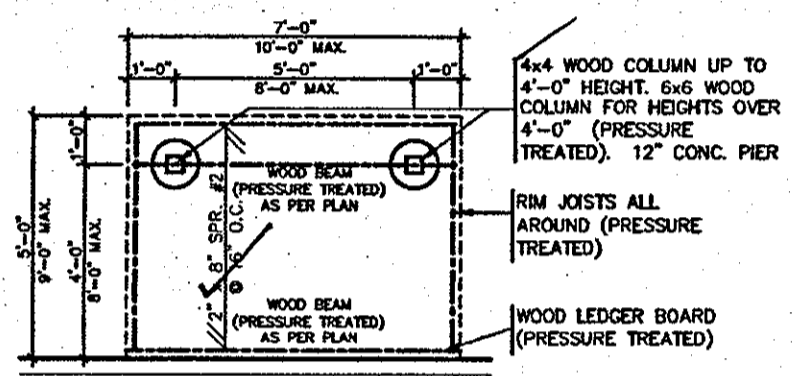 7'-0"
10'-0" MAX.
1'-0"
5'-0"
1'-0"
8'-0" MAX.
4x4 WOOD COLUMN UP TO
4'-0" HEIGHT. 6x6 WOOD
COLUMN FOR HEIGHTS OVER
4'-0" (PRESSURE
TREATED). 12" CONC. PIER
1'-0"
5'-0"
9'-0" MAX.
4'-0"
8'-0" MAX.
WOOD BEAM
(PRESSURE TREATED)
AS PER PLAN
2" x 8" SPR. #2
@ 16" O.C.
RIM JOISTS ALL
AROUND (PRESSURE
TREATED)
WOOD BEAM
(PRESSURE TREATED)
AS PER PLAN
WOOD LEDGER BOARD
(PRESSURE TREATED)